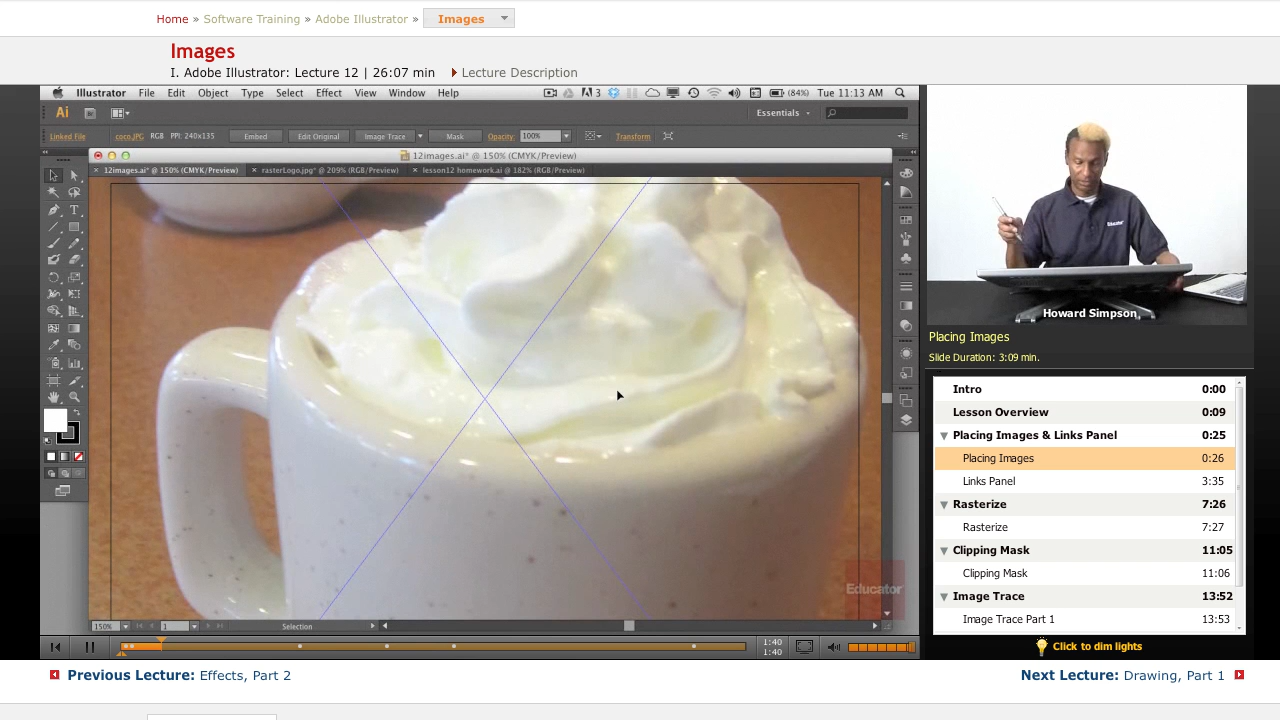 Home » Software Training » Adobe Illustrator » Images
Images
I. Adobe Illustrator: Lecture 12 | 26:07 min Lecture Description
Illustrator File Edit Object Type Select Effect View Window Help 3 (84%) Tue 11:13 AM
Ai Essentials
Linked File coco.JPG RGB PPI: 240x135 Embed Edit Original Image Trace Mask Opacity: 100% Transform
12images.ai* @ 150% (CMYK/Preview)
× 12images.ai* @ 150% (CMYK/Preview) × rasterLogo.jpg* @ 209% (RGB/Preview) × lesson12 homework.ai @ 182% (RGB/Preview)
Educator
150% 1 Selection
1:40
1:40
Educator
Howard Simpson
Placing Images
Slide Duration: 3:09 min.
Intro 0:00
Lesson Overview 0:09
Placing Images & Links Panel 0:25
Placing Images 0:26
Links Panel 3:35
Rasterize 7:26
Rasterize 7:27
Clipping Mask 11:05
Clipping Mask 11:06
Image Trace 13:52
Image Trace Part 1 13:53
Click to dim lights
Previous Lecture: Effects, Part 2
Next Lecture: Drawing, Part 1